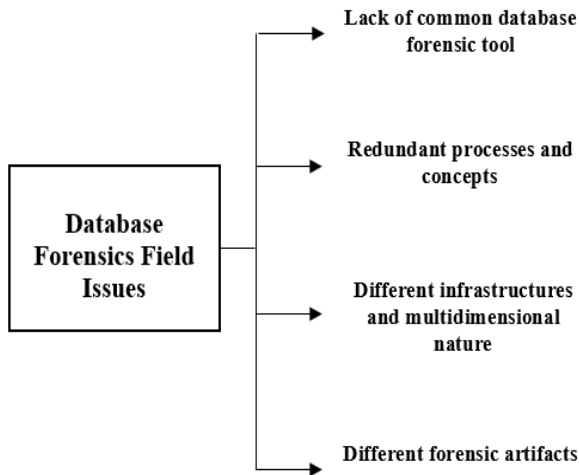 Lack of common database
forensic tool
Redundant processes and
concepts
Database
Forensics Field
Issues
Different infrastructures
and multidimensional
nature
Different forensic artifacts